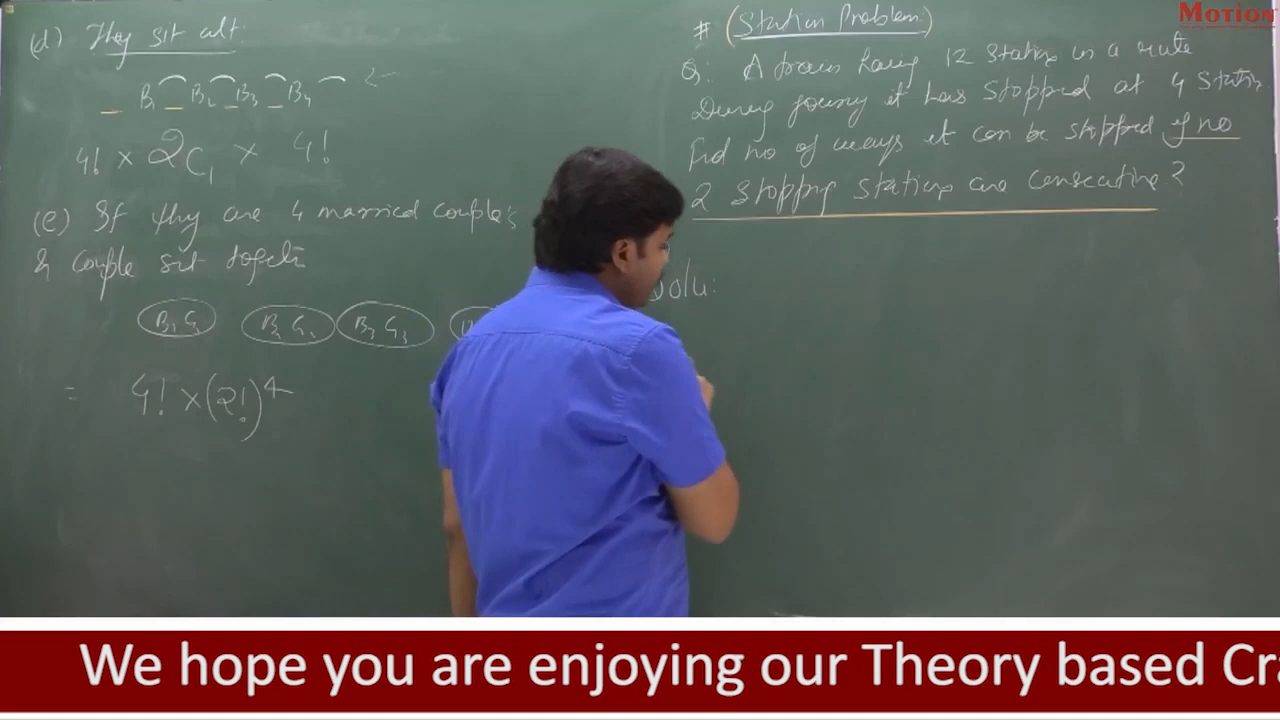 (d) They sit alt:
B₁ B₂ B₃ B₄
4! × 2C₁ × 4!
(e) If they are 4 married couple's
& couple sit togeth
B₁ G₁ B₂ G₂ B₃ G₃
= 4! × (2!)⁴
MOTION
# (Station Problem)
Q: A train having 12 station in a route
During journey it has stopped at 4 station
find no of ways it can be stopped if no
2 stopping stations are consecutive?
Solu:
We hope you are enjoying our Theory based Cra